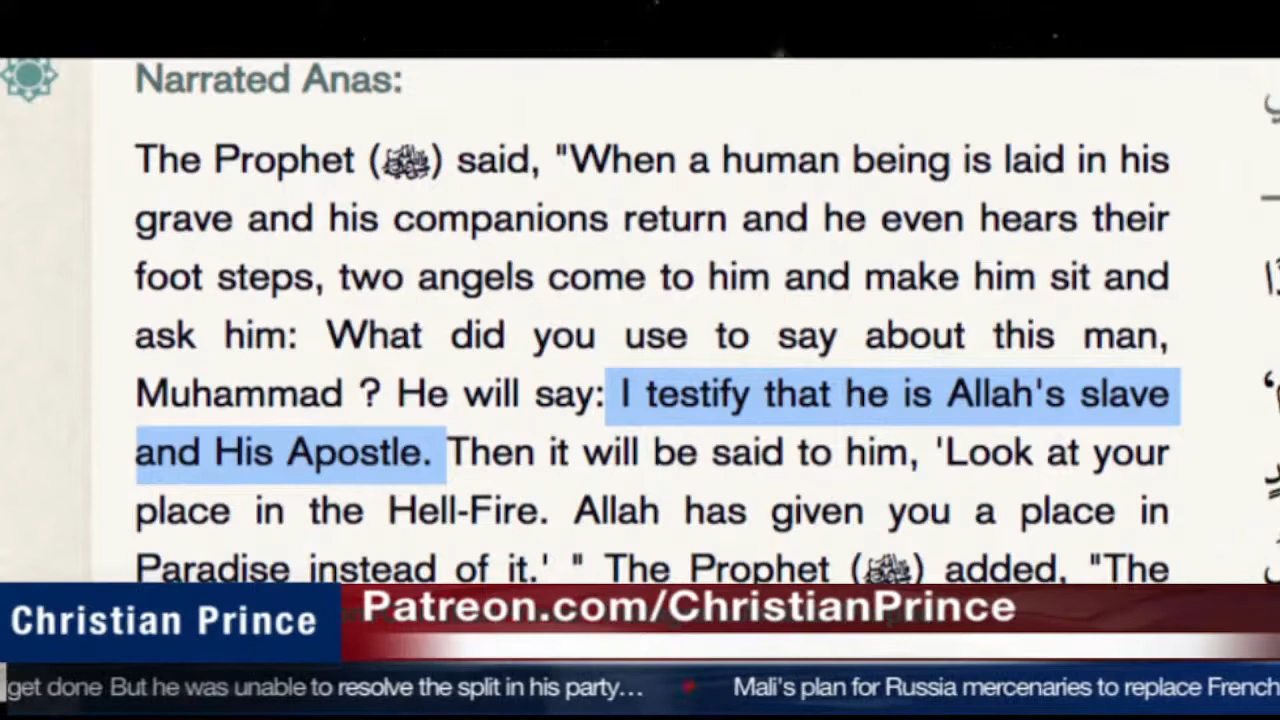 Narrated Anas:
The Prophet (ﷺ) said, "When a human being is laid in his
grave and his companions return and he even hears their
foot steps, two angels come to him and make him sit and
ask him: What did you use to say about this man,
Muhammad ? He will say: I testify that he is Allah's slave
and His Apostle. Then it will be said to him, 'Look at your
place in the Hell-Fire. Allah has given you a place in
Paradise instead of it.' " The Prophet (ﷺ) added, "The
Christian Prince
Patreon.com/ChristianPrince
get done But he was unable to resolve the split in his party... • Mali's plan for Russia mercenaries to replace French